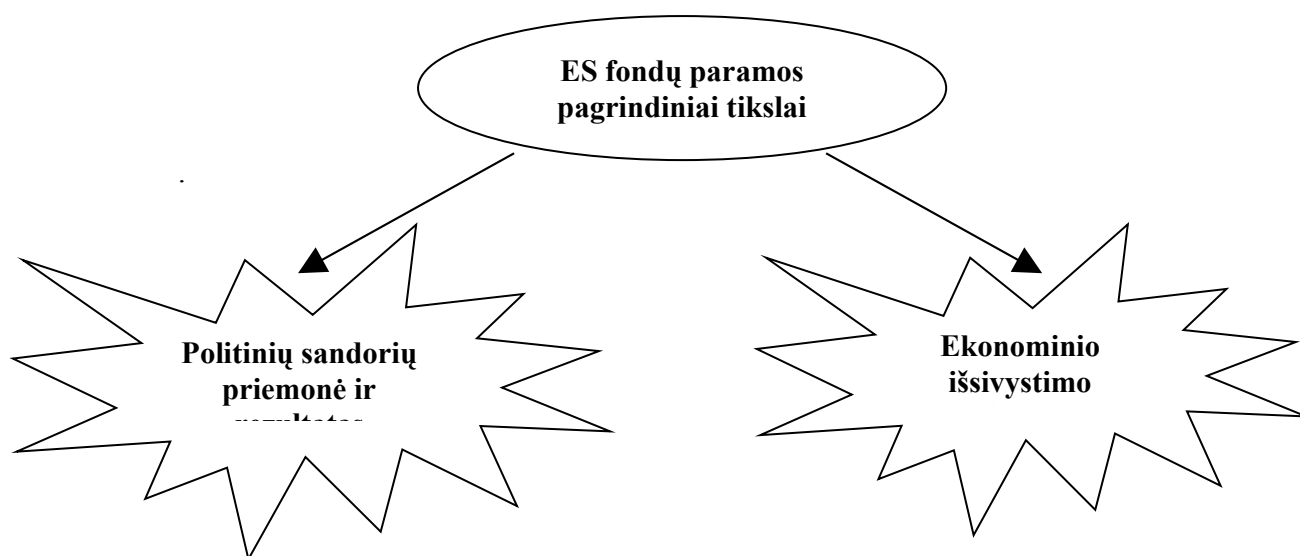 ES fondų paramos
pagrindiniai tikslai
Politinių sandorių
priemonė ir
Ekonominio
išsivystimo